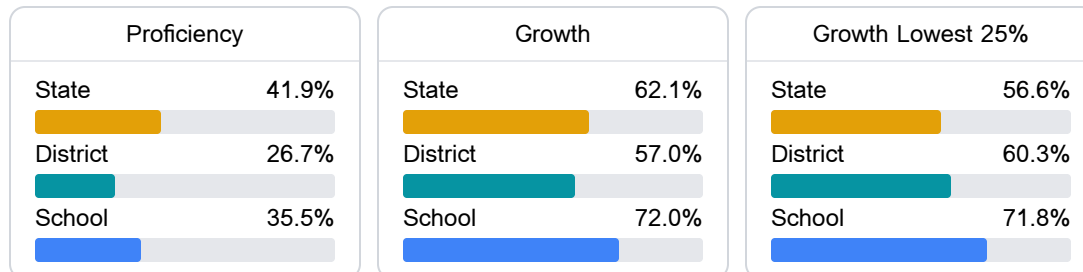 Proficiency
State 41.9%
District 26.7%
School 35.5%
Growth
State 62.1%
District 57.0%
School 72.0%
Growth Lowest 25%
State 56.6%
District 60.3%
School 71.8%